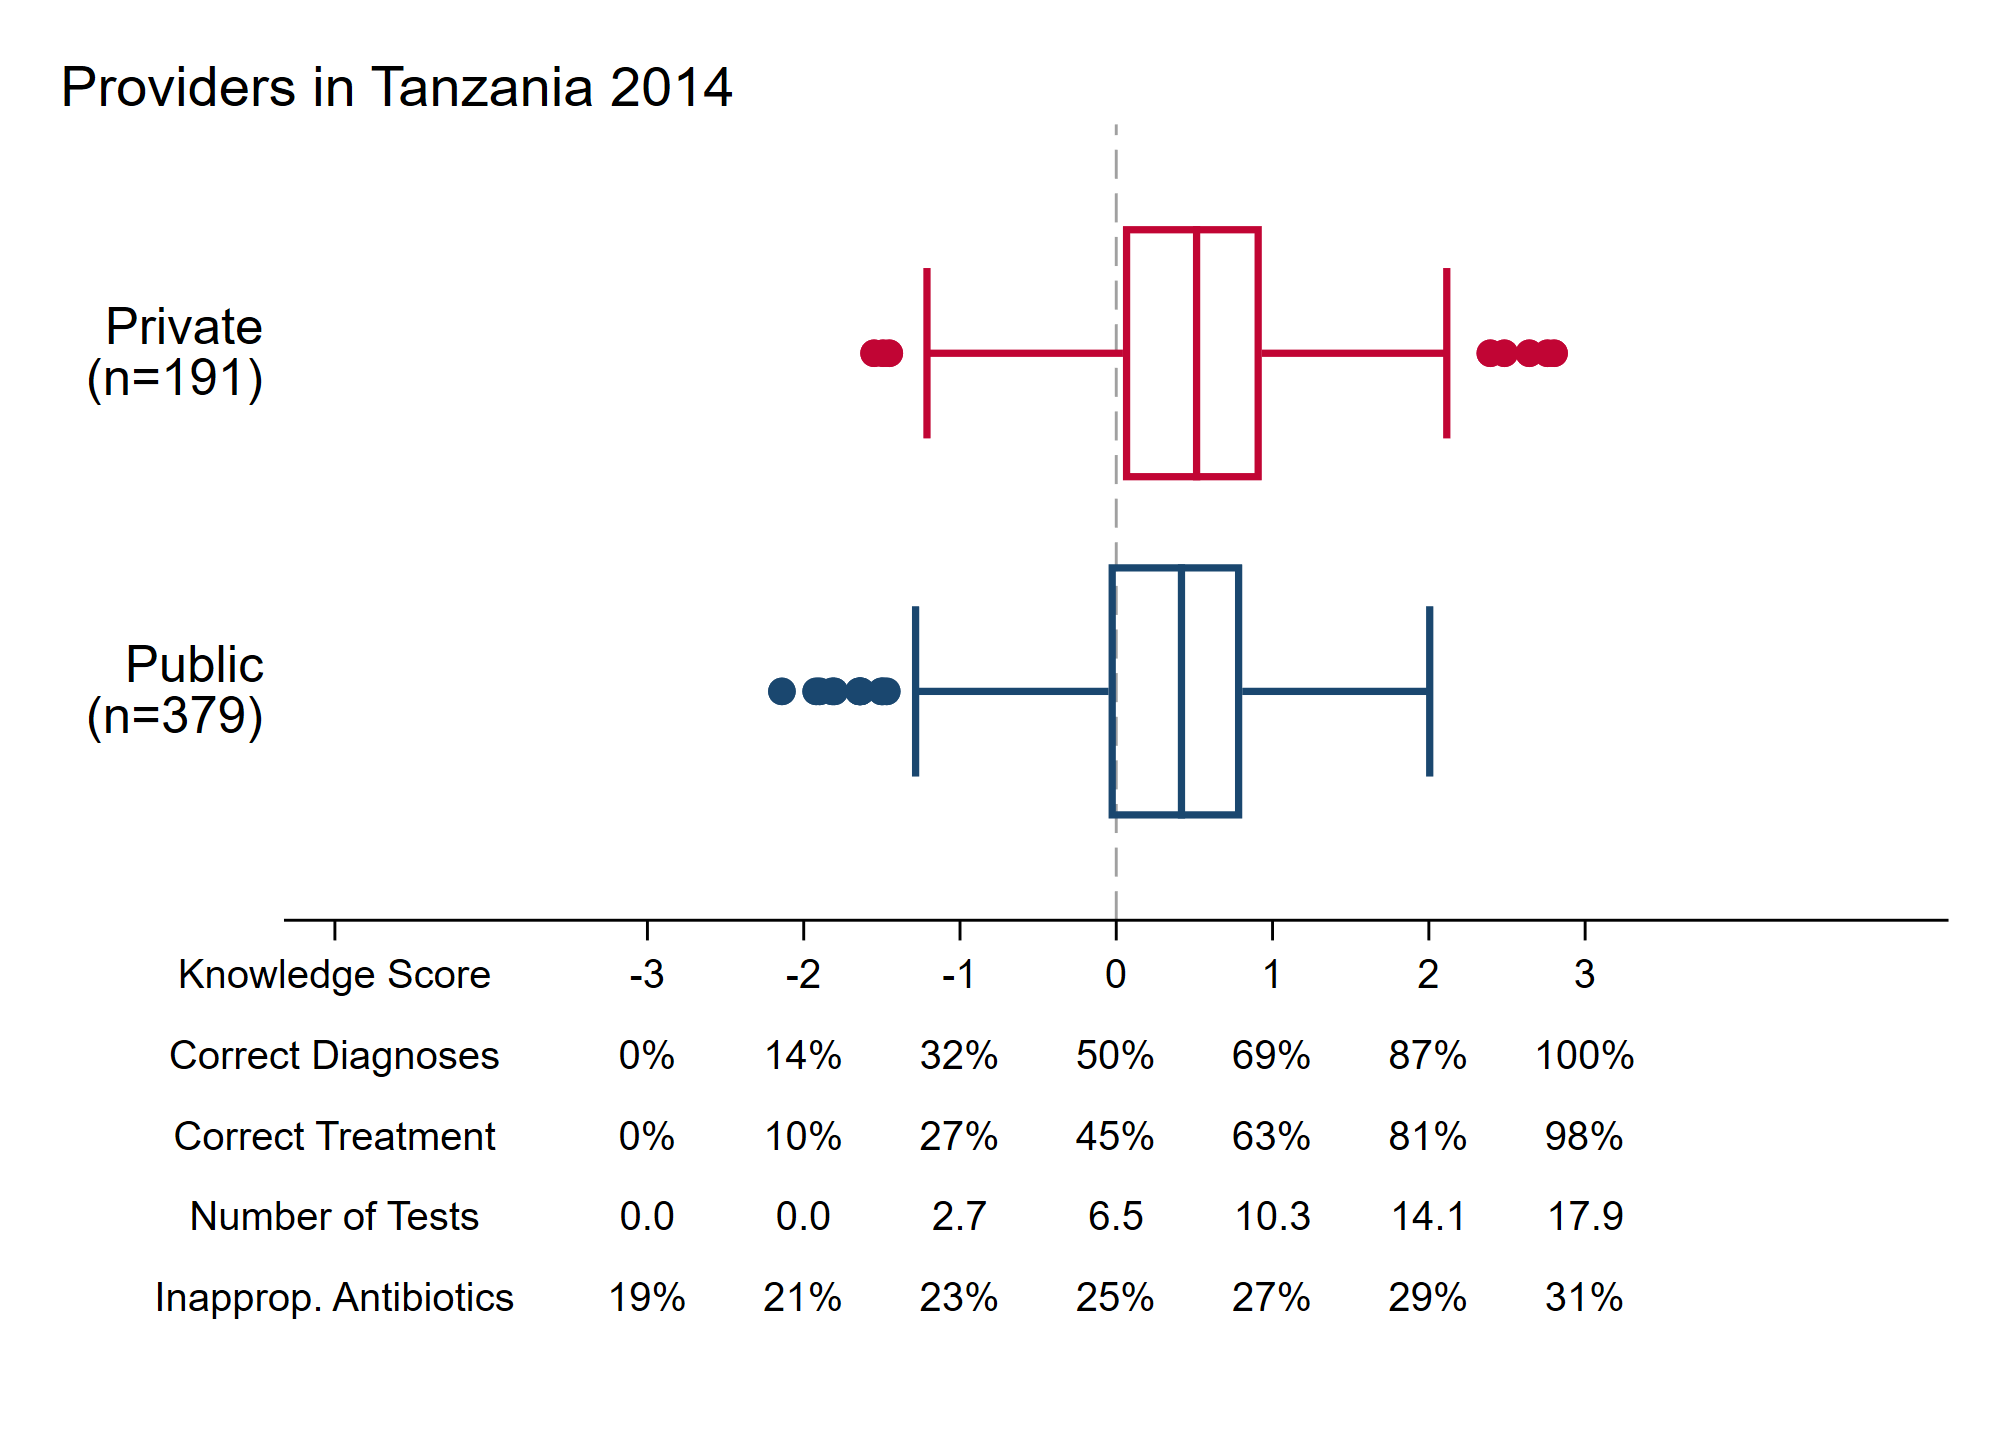 Providers in Tanzania 2014
Private
(n=191)
Public
(n=379)
Knowledge Score -3 -2 -1 0 1 2 3
Correct Diagnoses 0% 14% 32% 50% 69% 87% 100%
Correct Treatment 0% 10% 27% 45% 63% 81% 98%
Number of Tests 0.0 0.0 2.7 6.5 10.3 14.1 17.9
Inapprop. Antibiotics 19% 21% 23% 25% 27% 29% 31%